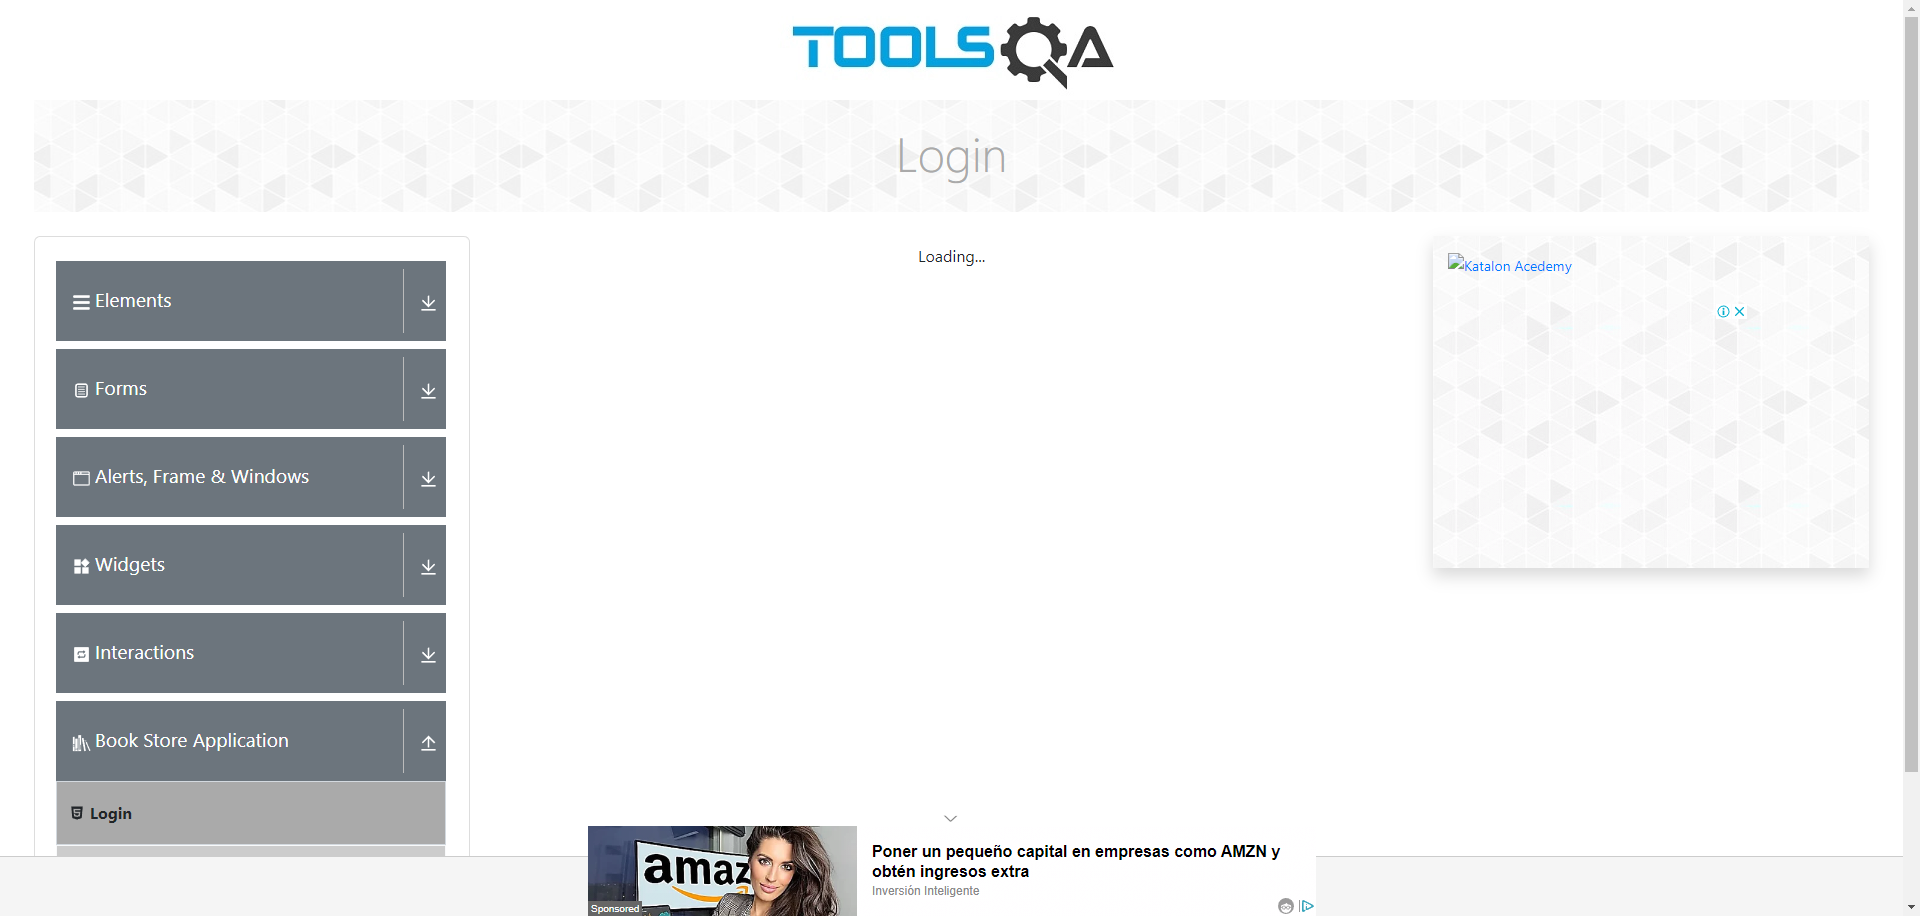 TOOLSQA
Login
Elements
Forms
Alerts, Frame & Windows
Widgets
Interactions
Book Store Application
Login
Loading...
Katalon Acedemy
amaz
Sponsored
Poner un pequeño capital en empresas como AMZN y
obtén ingresos extra
Inversión Inteligente